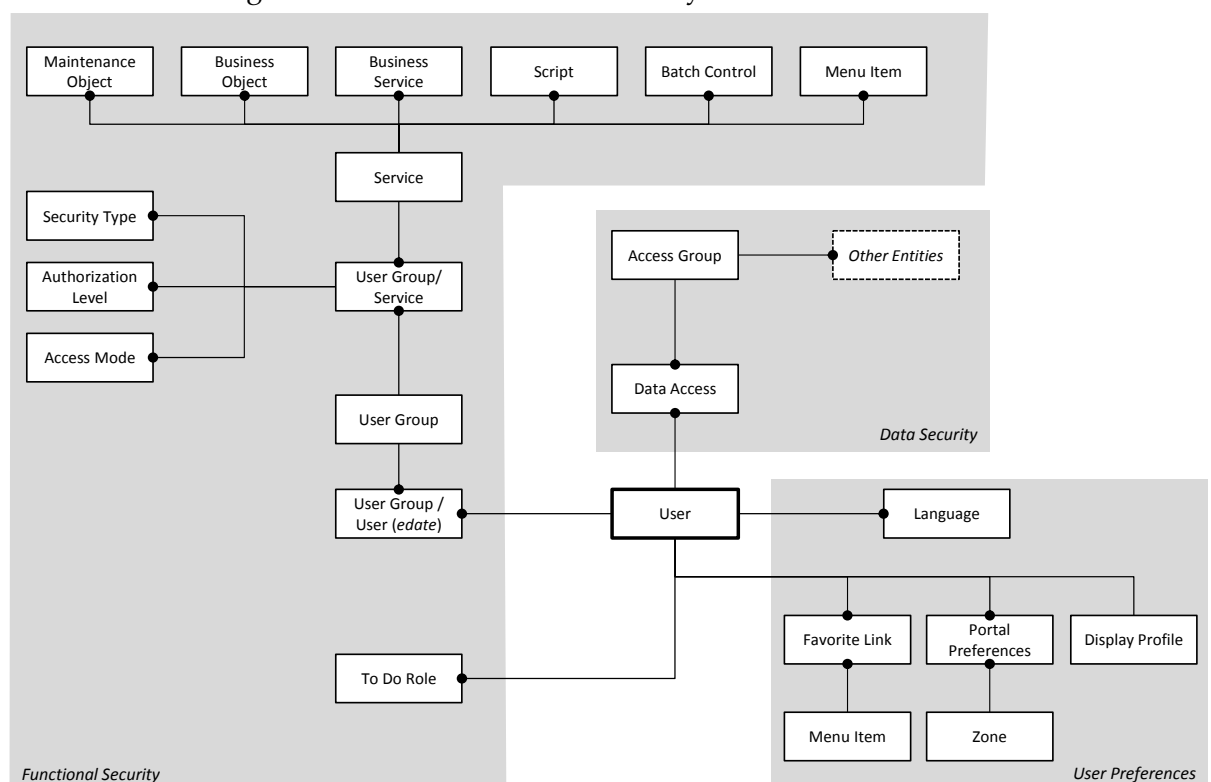 Maintenance
Object
Business
Object
Business
Service
Script
Batch Control
Menu Item
Service
Security Type
Authorization
Level
Access Mode
User Group/
Service
User Group
User Group /
User (edate)
To Do Role
Functional Security
Access Group
Other Entities
Data Access
Data Security
User
Language
Favorite Link
Portal
Preferences
Display Profile
Menu Item
Zone
User Preferences